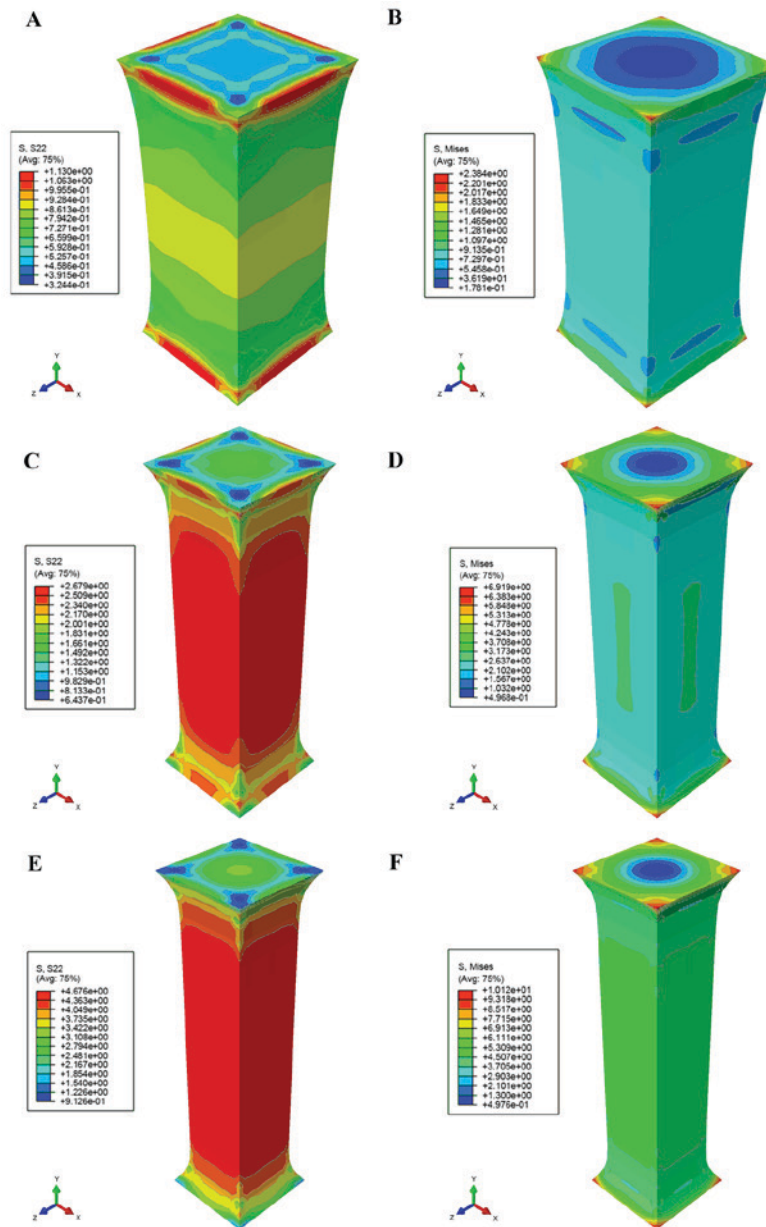 A
S, S22
(Avg: 75%)
+1.130e+00
+1.063e+00
+9.955e-01
+9.284e-01
+8.613e-01
+7.942e-01
+7.271e-01
+6.599e-01
+5.928e-01
+5.257e-01
+4.586e-01
+3.915e-01
+3.244e-01
Y
Z
X
B
S, Mises
(Avg: 75%)
+2.384e+00
+2.201e+00
+2.017e+00
+1.833e+00
+1.649e+00
+1.465e+00
+1.281e+00
+1.097e+00
+9.135e-01
+7.297e-01
+5.458e-01
+3.619e-01
+1.781e-01
Y
Z
X
C
S, S22
(Avg: 75%)
+2.679e+00
+2.509e+00
+2.340e+00
+2.170e+00
+2.001e+00
+1.831e+00
+1.661e+00
+1.492e+00
+1.322e+00
+1.153e+00
+9.829e-01
+8.133e-01
+6.437e-01
Y
Z
X
D
S, Mises
(Avg: 75%)
+6.919e+00
+6.383e+00
+5.848e+00
+5.313e+00
+4.778e+00
+4.243e+00
+3.708e+00
+3.173e+00
+2.637e+00
+2.102e+00
+1.567e+00
+1.032e+00
+4.968e-01
Y
Z
X
E
S, S22
(Avg: 75%)
+4.676e+00
+4.363e+00
+4.049e+00
+3.735e+00
+3.422e+00
+3.108e+00
+2.794e+00
+2.481e+00
+2.167e+00
+1.854e+00
+1.540e+00
+1.226e+00
+9.126e-01
Y
Z
X
F
S, Mises
(Avg: 75%)
+1.012e+01
+9.318e+00
+8.517e+00
+7.715e+00
+6.913e+00
+6.111e+00
+5.309e+00
+4.507e+00
+3.705e+00
+2.903e+00
+2.101e+00
+1.300e+00
+4.976e-01
Y
Z
X